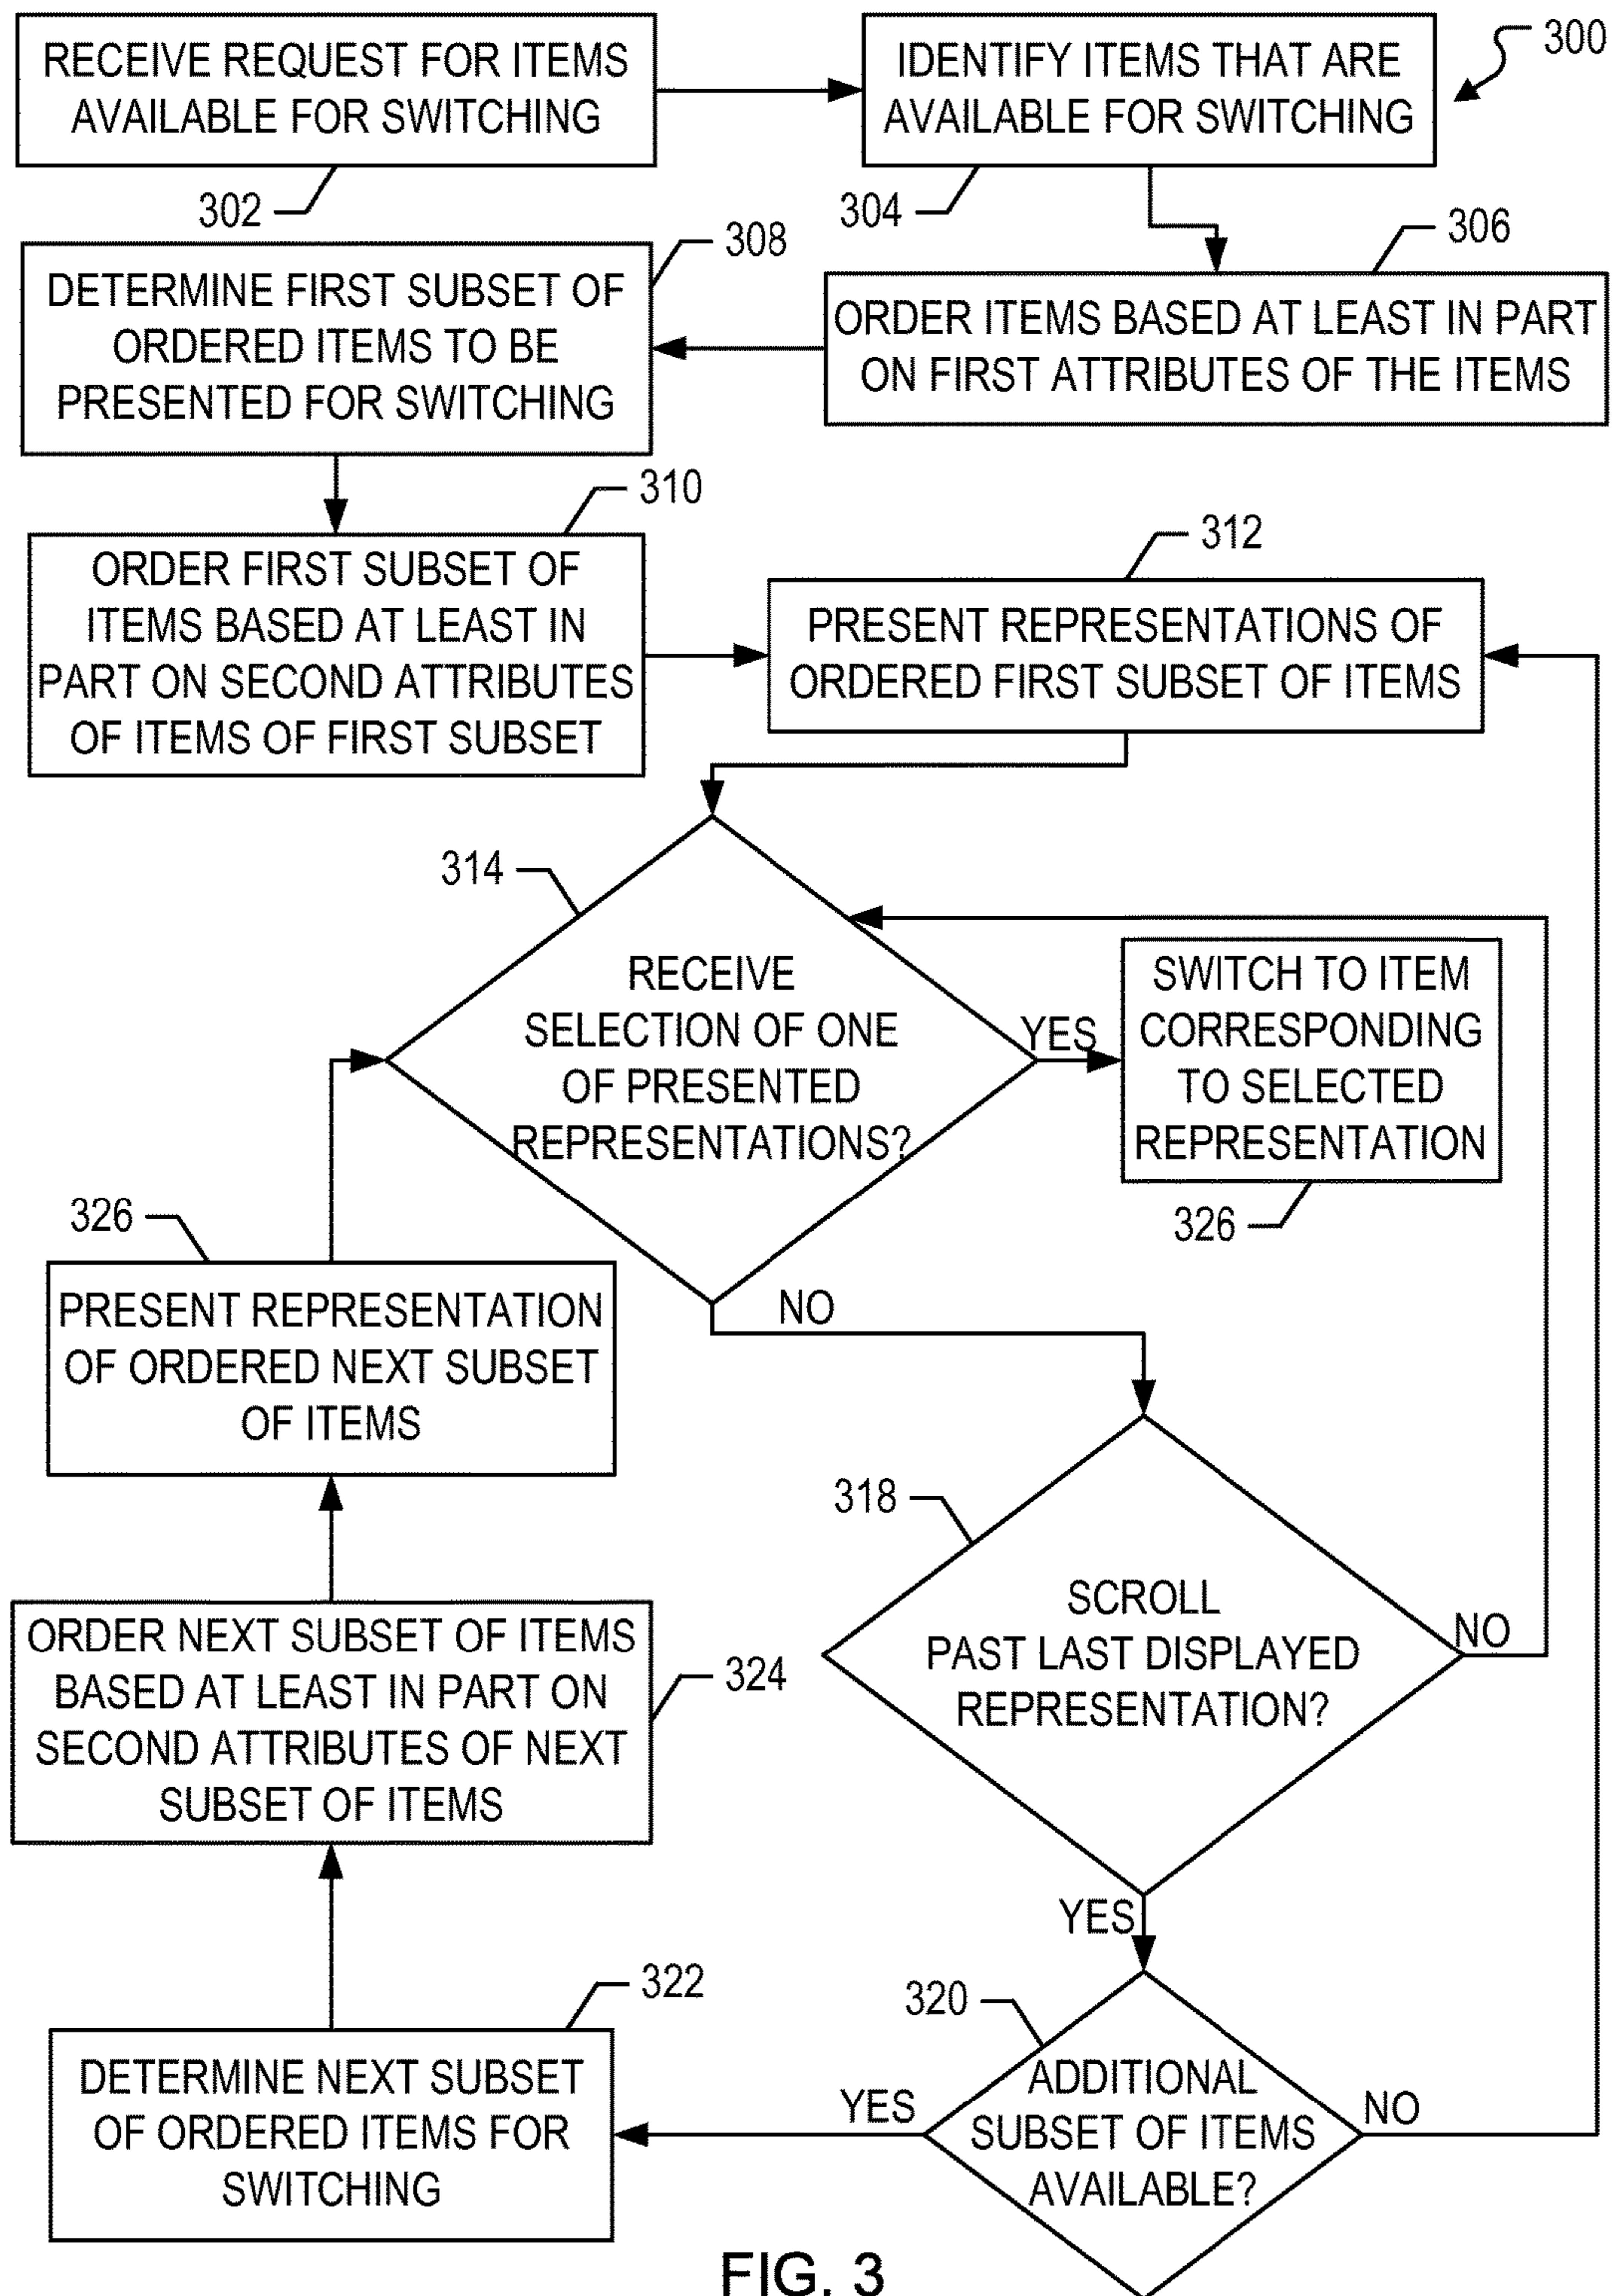 RECEIVE REQUEST FOR ITEMS
AVAILABLE FOR SWITCHING
302
IDENTIFY ITEMS THAT ARE
AVAILABLE FOR SWITCHING
304
300
306
ORDER ITEMS BASED AT LEAST IN PART
ON FIRST ATTRIBUTES OF THE ITEMS
308
DETERMINE FIRST SUBSET OF
ORDERED ITEMS TO BE
PRESENTED FOR SWITCHING
310
ORDER FIRST SUBSET OF
ITEMS BASED AT LEAST IN
PART ON SECOND ATTRIBUTES
OF ITEMS OF FIRST SUBSET
312
PRESENT REPRESENTATIONS OF
ORDERED FIRST SUBSET OF ITEMS
314
RECEIVE
SELECTION OF ONE
OF PRESENTED
REPRESENTATIONS?
YES
SWITCH TO ITEM
CORRESPONDING
TO SELECTED
REPRESENTATION
326
NO
318
SCROLL
PAST LAST DISPLAYED
REPRESENTATION?
NO
YES
320
ADDITIONAL
SUBSET OF ITEMS
AVAILABLE?
NO
YES
322
DETERMINE NEXT SUBSET
OF ORDERED ITEMS FOR
SWITCHING
324
ORDER NEXT SUBSET OF ITEMS
BASED AT LEAST IN PART ON
SECOND ATTRIBUTES OF NEXT
SUBSET OF ITEMS
326
PRESENT REPRESENTATION
OF ORDERED NEXT SUBSET
OF ITEMS
FIG. 3